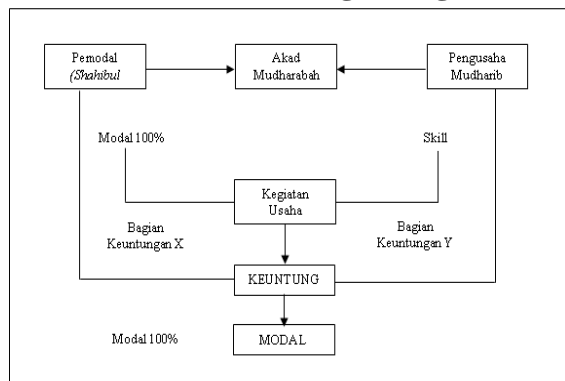 Pemodal
(Shahibul
Akad
Mudharabah
Pengusaha
Mudharib
Modal 100%
Skill
Kegiatan
Usaha
Bagian
Keuntungan X
Bagian
Keuntungan Y
KEUNTUNG
Modal 100%
MODAL